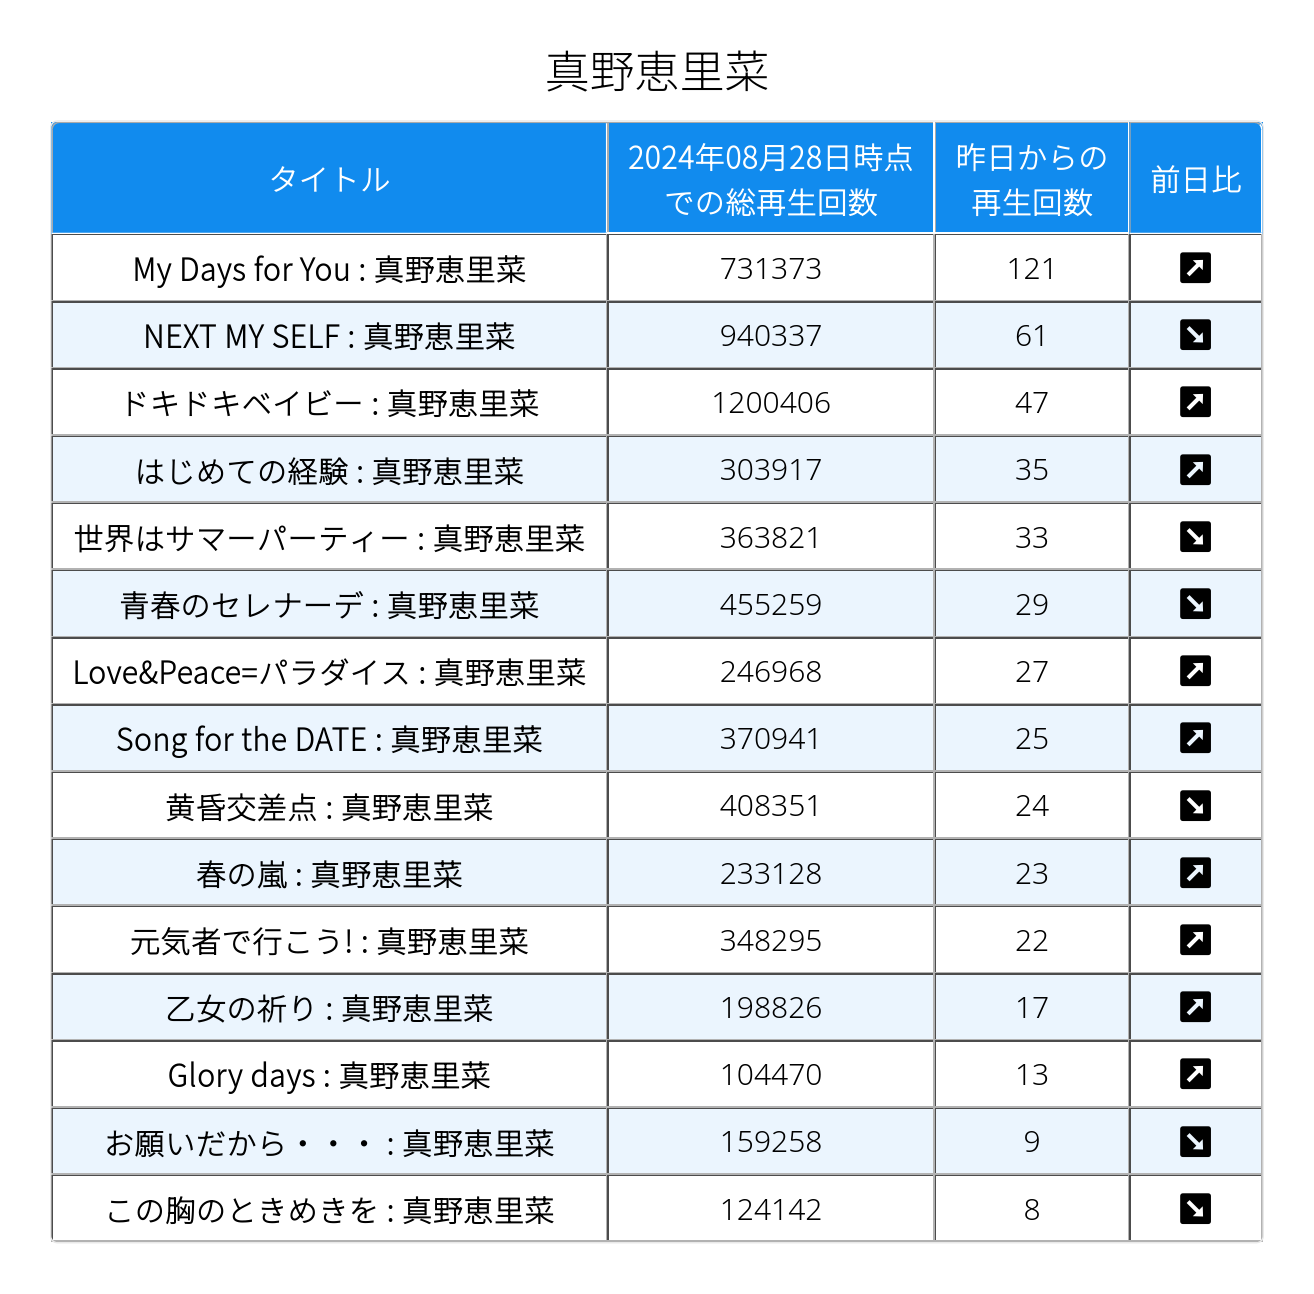 真野恵里菜
タイトル 2024年08月28日時点での総再生回数 昨日からの再生回数 前日比
My Days for You : 真野恵里菜 731373 121 ↗
NEXT MY SELF : 真野恵里菜 940337 61 ↘
ドキドキベイビー : 真野恵里菜 1200406 47 ↗
はじめての経験 : 真野恵里菜 303917 35 ↗
世界はサマーパーティー : 真野恵里菜 363821 33 ↘
青春のセレナーデ : 真野恵里菜 455259 29 ↘
Love&Peace=パラダイス : 真野恵里菜 246968 27 ↗
Song for the DATE : 真野恵里菜 370941 25 ↗
黄昏交差点 : 真野恵里菜 408351 24 ↘
春の嵐 : 真野恵里菜 233128 23 ↗
元気者で行こう! : 真野恵里菜 348295 22 ↗
乙女の祈り : 真野恵里菜 198826 17 ↗
Glory days : 真野恵里菜 104470 13 ↗
お願いだから・・・ : 真野恵里菜 159258 9 ↘
この胸のときめきを : 真野恵里菜 124142 8 ↘